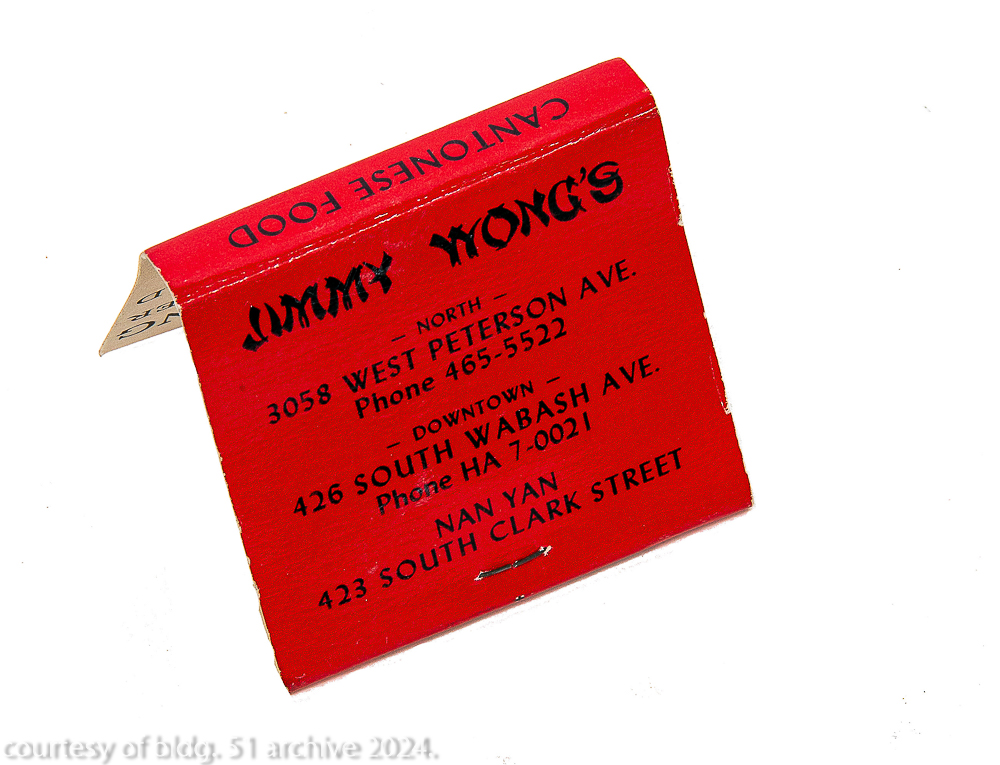 CANTONESE FOOD
JIMMY WONG'S
— NORTH —
3058 WEST PETERSON AVE.
Phone 465-5522
— DOWNTOWN —
426 SOUTH WABASH AVE.
Phone HA 7-0021
NAN YAN
423 SOUTH CLARK STREET
courtesy of bldg. 51 archive 2024.